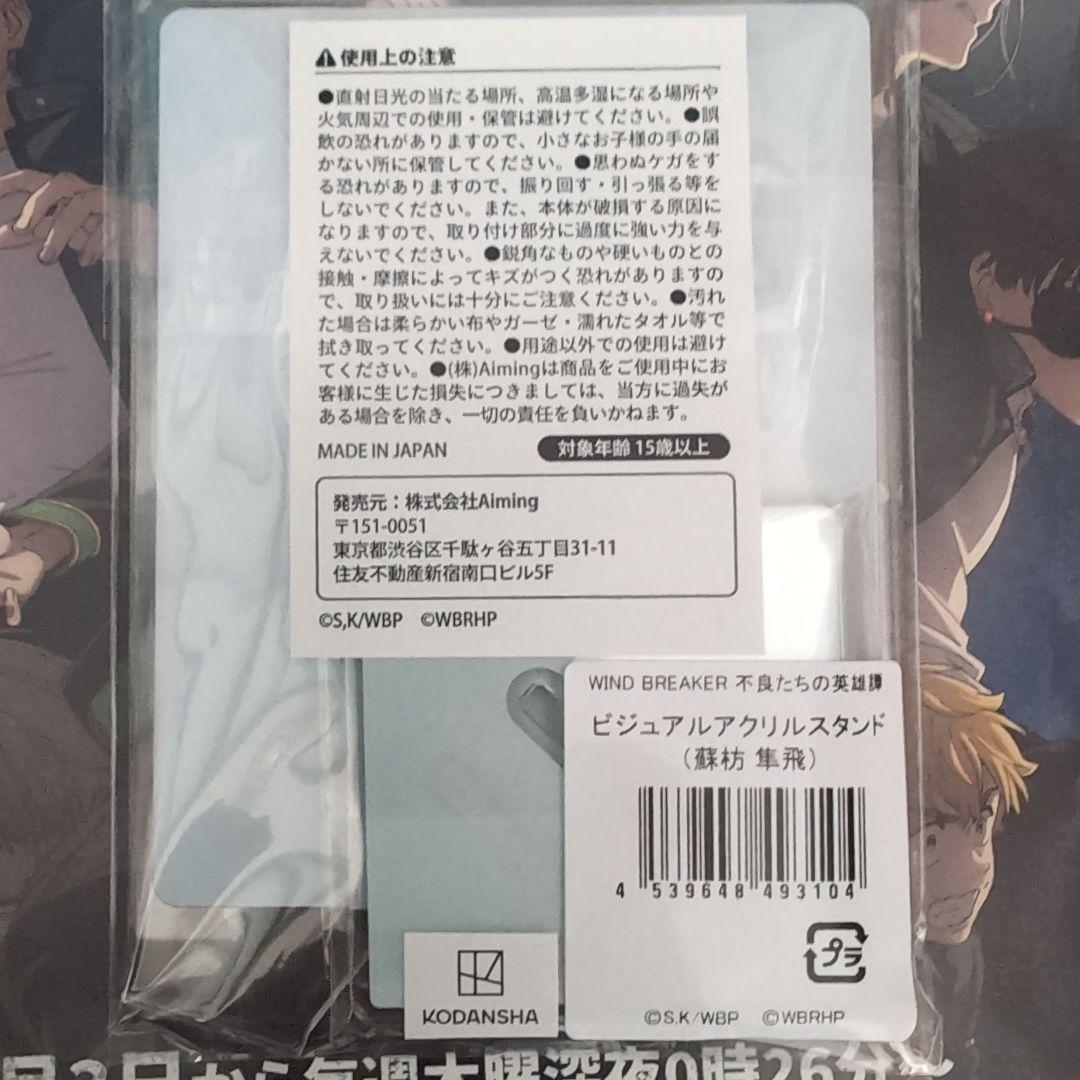 ⚠使用上の注意
●直射日光の当たる場所、高温多湿になる場所や
火気周辺での使用・保管は避けてください。●誤
飲の恐れがありますので、小さなお子様の手の届
かない所に保管してください。●思わぬケガをす
る恐れがありますので、振り回す・引っ張る等を
しないでください。また、本体が破損する原因に
なりますので、取り付け部分に過度に強い力を与
えないでください。●鋭角なものや硬いものとの
接触・摩擦によってキズがつく恐れがありますの
で、取り扱いには十分にご注意ください。●汚れ
た場合は柔らかい布やガーゼ・濡れたタオル等で
拭き取ってください。●用途以外での使用は避け
てください。●(株)Aimingは商品をご使用中にお
客様に生じた損失につきましては、当方に過失が
ある場合を除き、一切の責任を負いかねます。
MADE IN JAPAN 対象年齢 15歳以上
発売元：株式会社Aiming
〒151-0051
東京都渋谷区千駄ヶ谷五丁目31-11
住友不動産新宿南口ビル5F
©S,K/WBP ©WBRHP
WIND BREAKER 不良たちの英雄譚
ビジュアルアクリルスタンド
(蘇枋 隼飛)
4 539648 493104
プラ
KODANSHA
©S,K/WBP ©WBRHP
から毎週木曜深夜0時26分〜